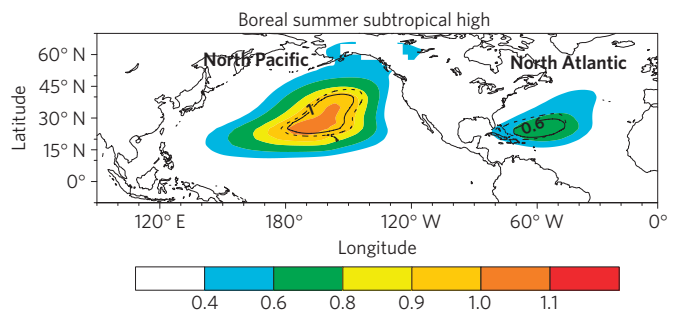 Boreal summer subtropical high
60° N
North Pacific
North Atlantic
45° N
Latitude
30° N
1
0.6
15° N
0°
120° E
180°
120° W
60° W
0°
Longitude
0.4
0.6
0.8
0.9
1.0
1.1